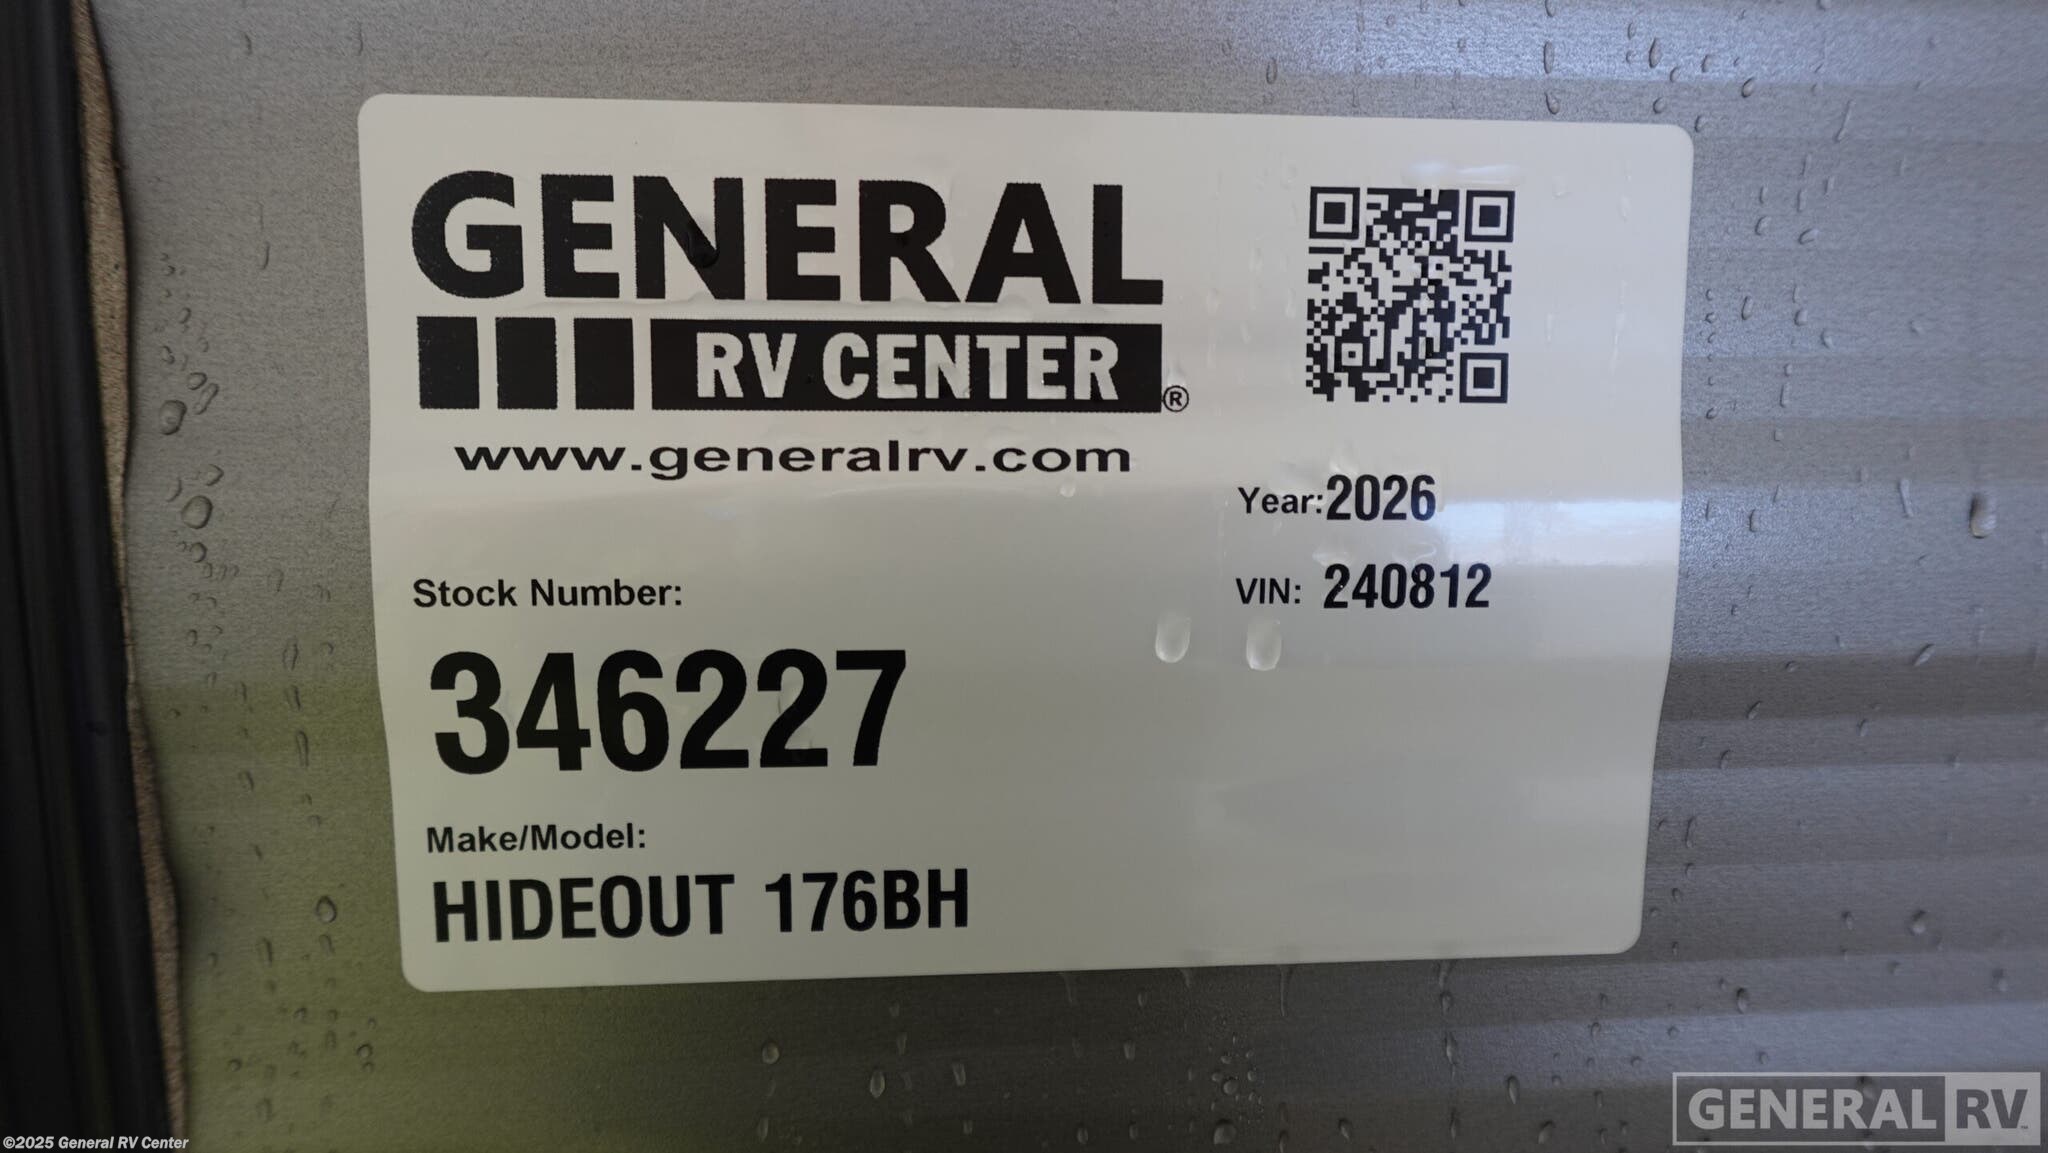 GENERAL
RV CENTER®
www.generalrv.com
Year:2026
VIN: 240812
Stock Number:
346227
Make/Model:
HIDEOUT 176BH
GENERAL RV™
©2025 General RV Center